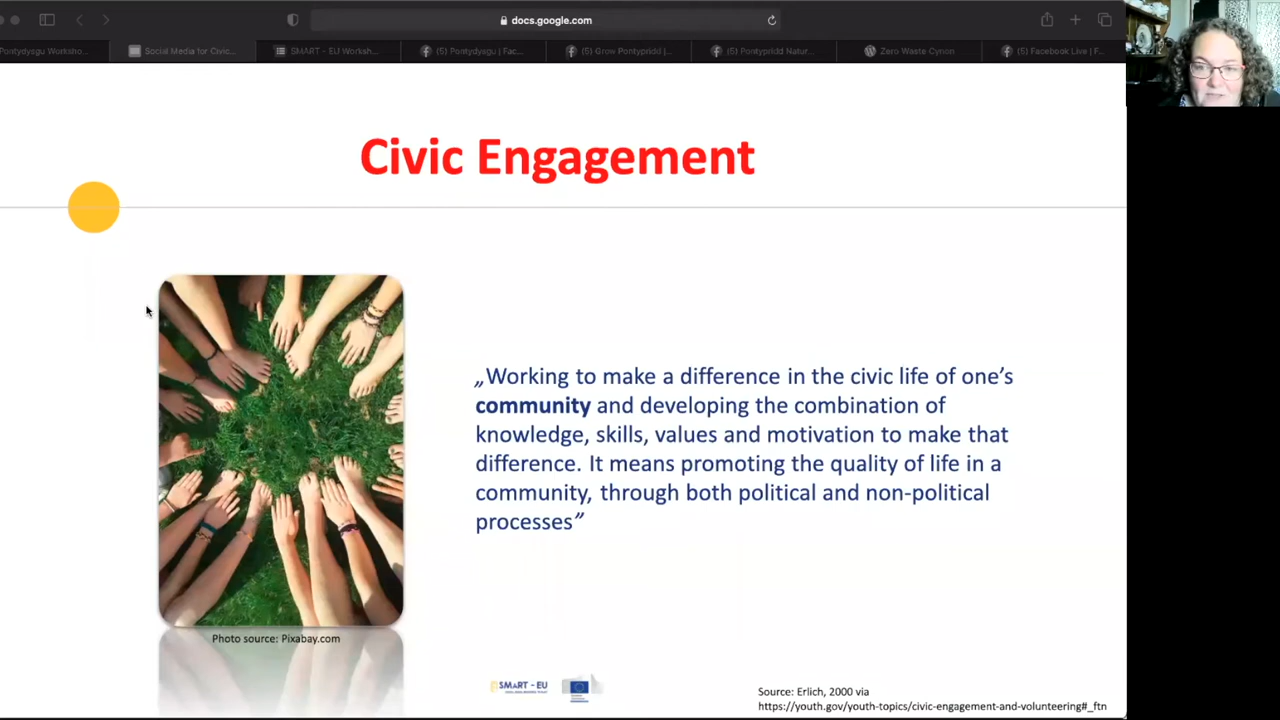 docs.google.com
Pontydysgu Worksho...
Social Media for Civic...
SMART - EU Worksh...
(5) Pontydysgu | Fac...
(5) Grow Pontypridd |...
(5) Pontypridd Natur...
Zero Waste Cynon
(5) Facebook Live | F...
Civic Engagement
„Working to make a difference in the civic life of one’s
community and developing the combination of
knowledge, skills, values and motivation to make that
difference. It means promoting the quality of life in a
community, through both political and non-political
processes”
Photo source: Pixabay.com
SMART - EU
Source: Erlich, 2000 via
https://youth.gov/youth-topics/civic-engagement-and-volunteering#_ftn